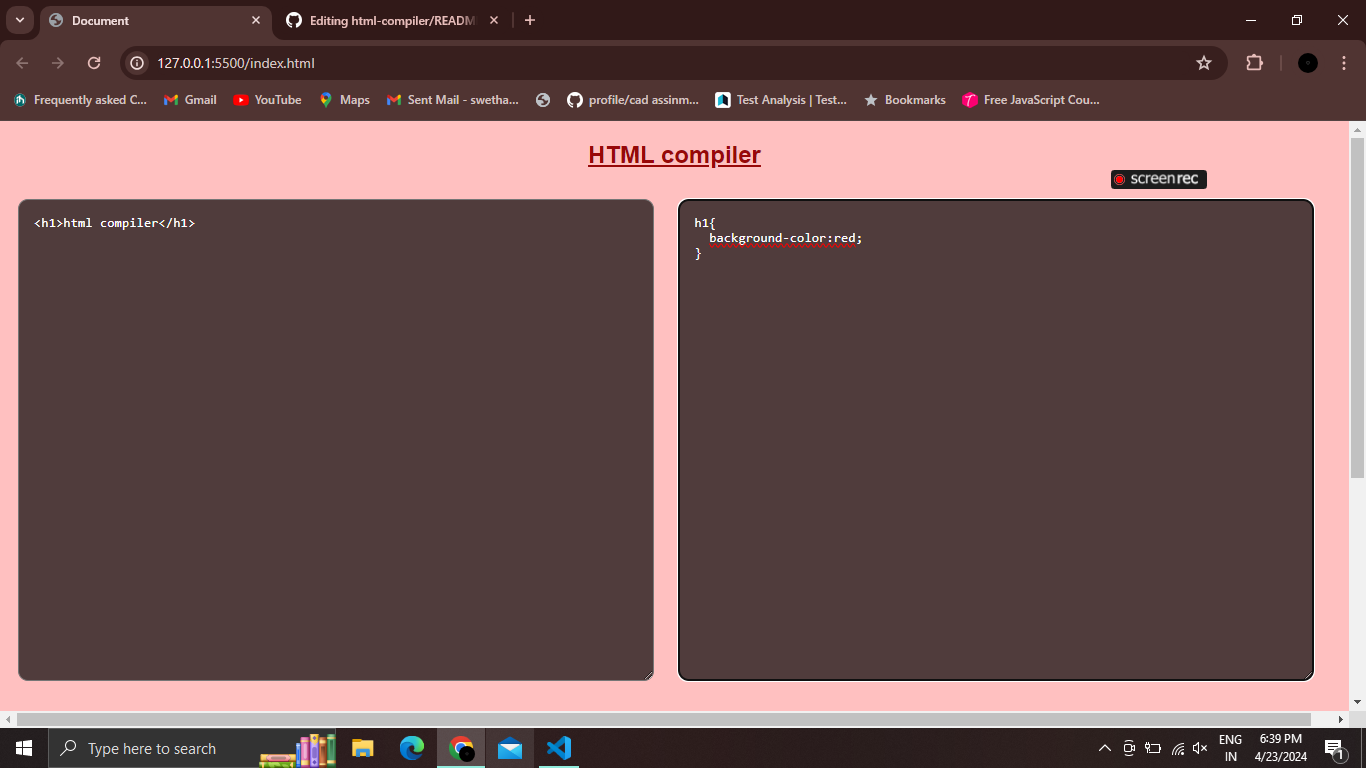 Document
Editing html-compiler/READM
127.0.0.1:5500/index.html
Frequently asked C...
Gmail
YouTube
Maps
Sent Mail - swetha...
profile/cad assinm...
Test Analysis | Test...
Bookmarks
Free JavaScript Cou...
HTML compiler
screenrec
<h1>html compiler</h1>
h1{
background-color:red;
}
Type here to search
ENG
IN
6:39 PM
4/23/2024
1